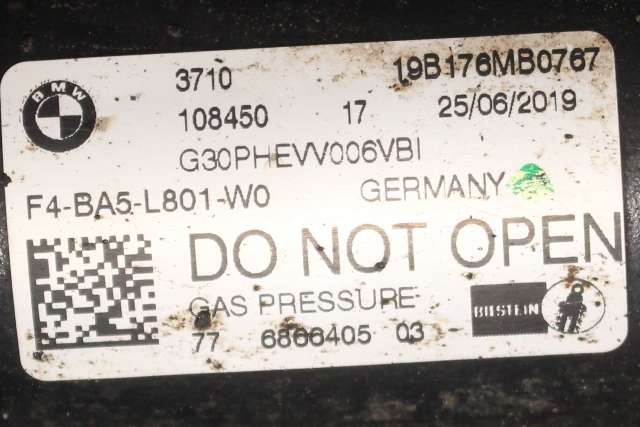 BMW
3710 19B176MB0767
108450 17 25/06/2019
G30PHEVV006VBI
F4-BA5-L801-W0 GERMANY
DO NOT OPEN
GAS PRESSURE
BILSTEIN
77 6866405 03